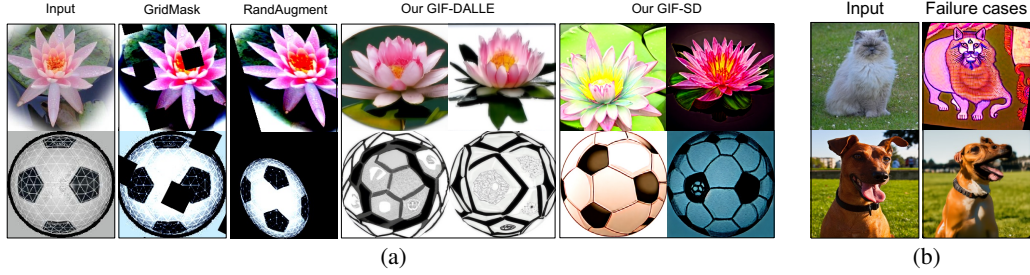 Input GridMask RandAugment Our GIF-DALLE Our GIF-SD Input Failure cases
(a) (b)